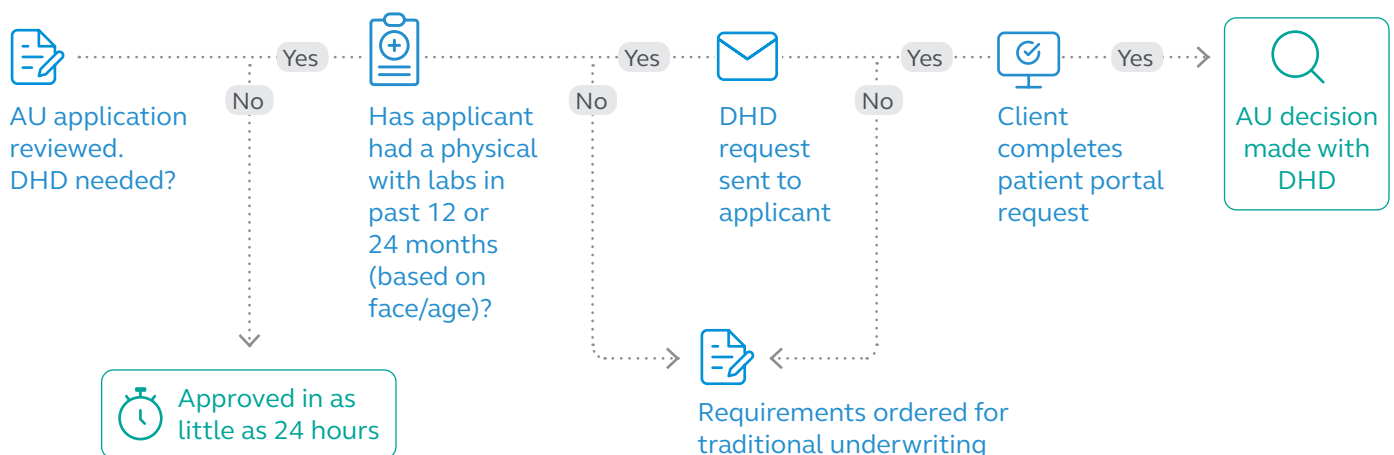 AU application
reviewed.
DHD needed?
Yes
No
Has applicant
had a physical
with labs in
past 12 or
24 months
(based on
face/age)?
Yes
No
DHD
request
sent to
applicant
Yes
No
Client
completes
patient portal
request
Yes
AU decision
made with
DHD
Approved in as
little as 24 hours
Requirements ordered for
traditional underwriting